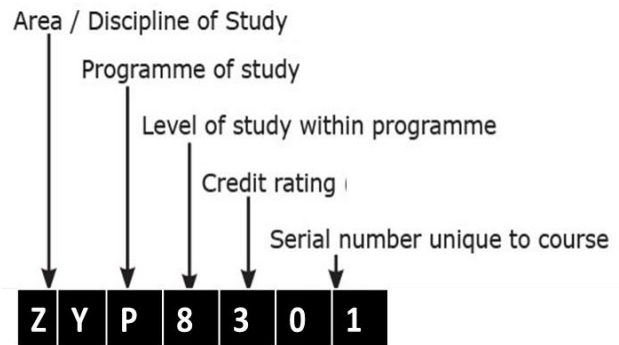 Area / Discipline of Study
Programme of study
Level of study within programme
Credit rating
Serial number unique to course
Z Y P 8 3 0 1